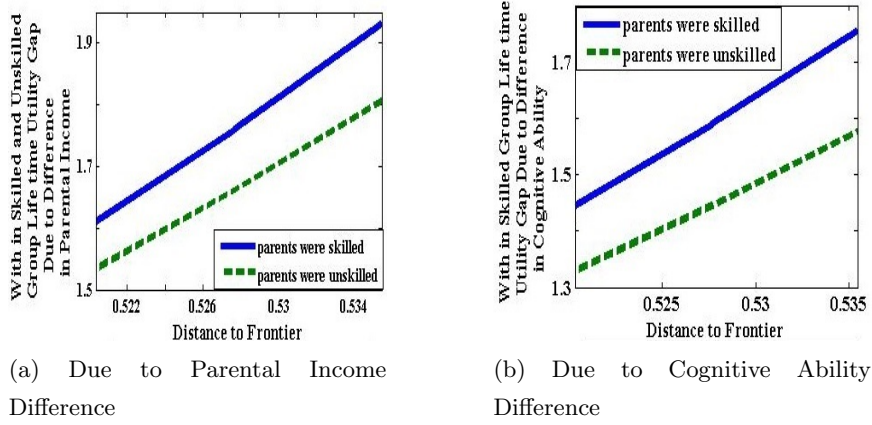 With in Skilled and Unskilled
Group Life time Utility Gap
Due to Difference
in Parental Income
1.9
1.7
1.5
parents were skilled
parents were unskilled
0.522 0.526 0.53 0.534
Distance to Frontier
(a) Due to Parental Income
Difference
With in Skilled Group Life time
Utility Gap Due to Difference
in Cognitive Ability
parents were skilled
parents were unskilled
1.7
1.5
1.3
0.525 0.53 0.535
Distance to Frontier
(b) Due to Cognitive Ability
Difference